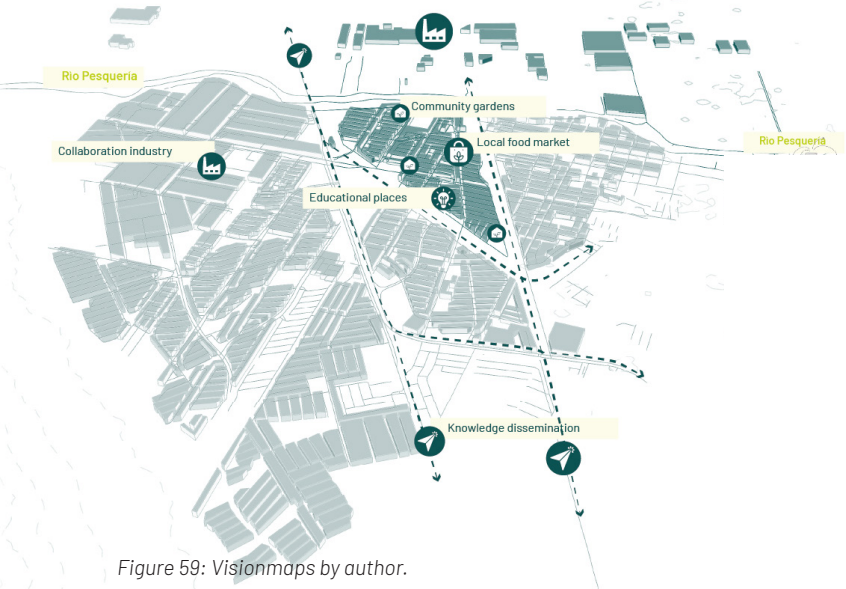 Rio Pesqueria
Community gardens
Local food market
Rio Pesqueriá
Collaboration industry
Educational places
Knowledge dissemination
Figure 59: Visionmaps by author.